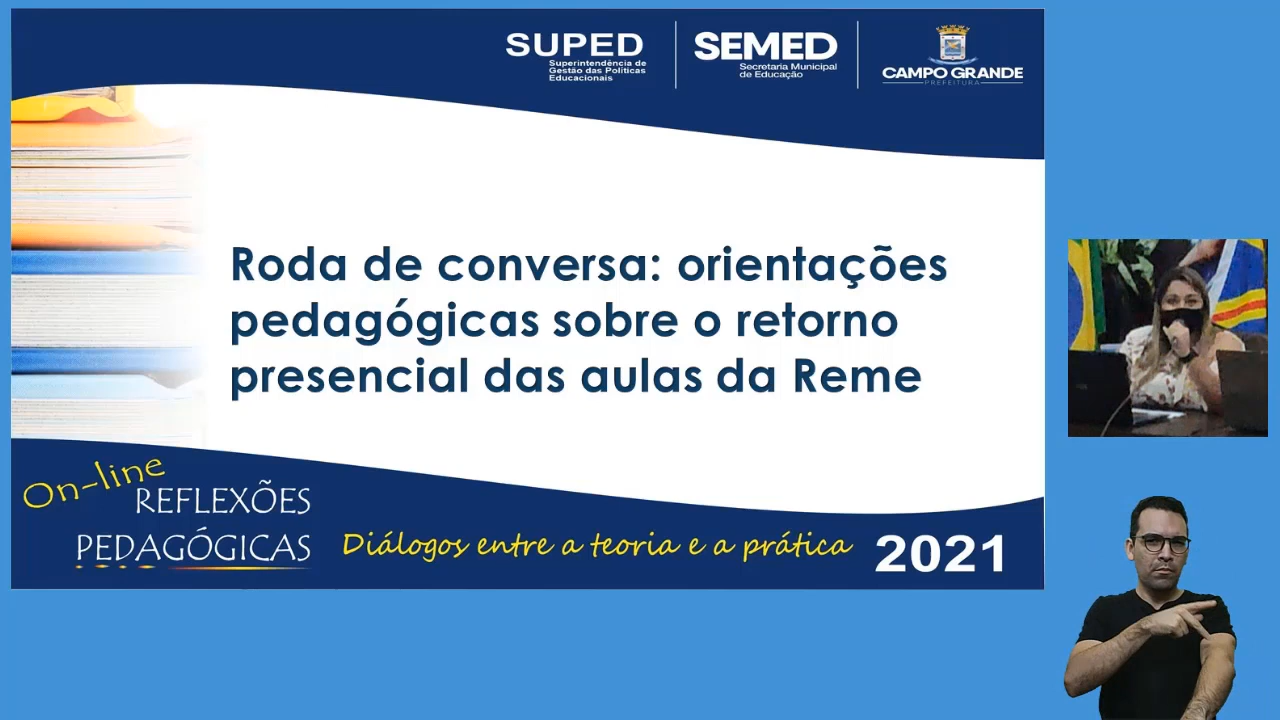 SUPED
Superintendência de
Gestão das Políticas
Educacionais
SEMED
Secretaria Municipal
de Educação
CAMPO GRANDE
PREFEITURA
Roda de conversa: orientações
pedagógicas sobre o retorno
presencial das aulas da Reme
On-line
REFLEXÕES
PEDAGÓGICAS
Diálogos entre a teoria e a prática
2021